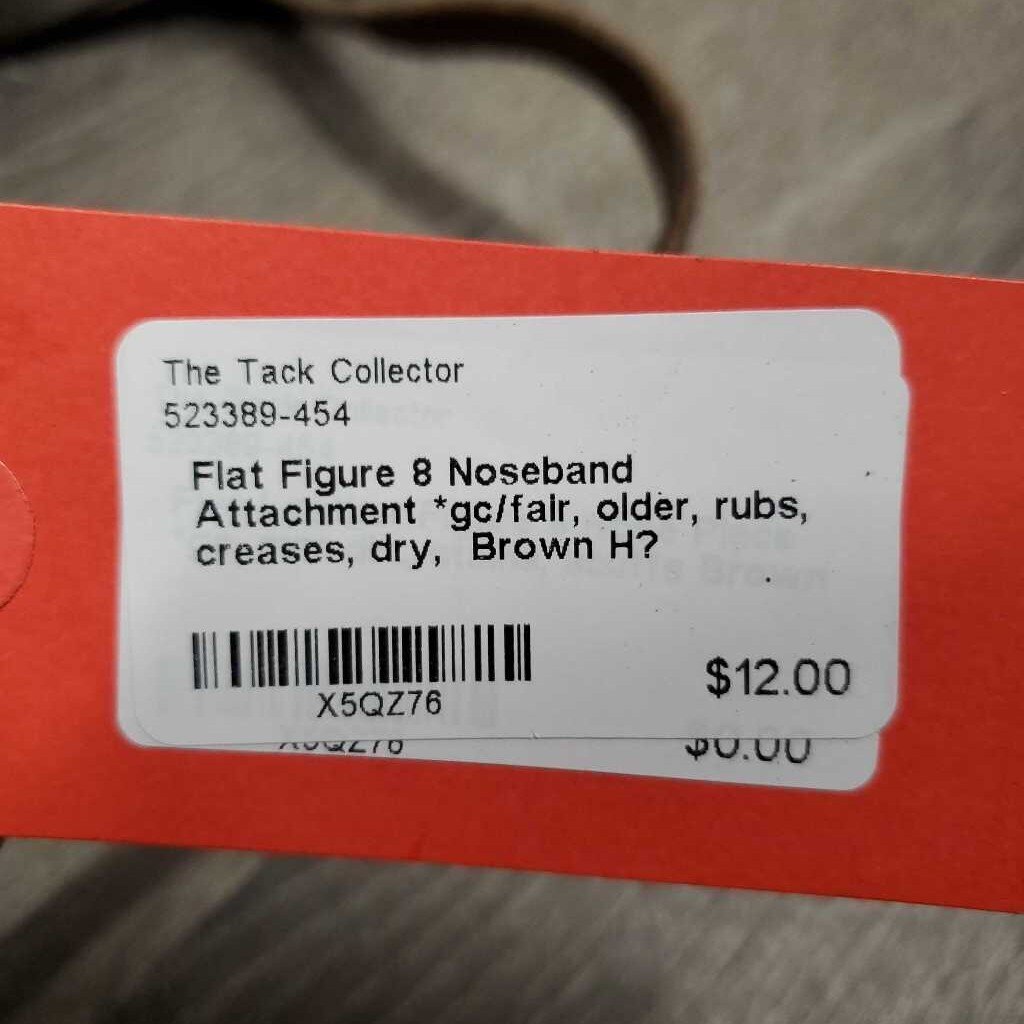 The Tack Collector
523389-454
Flat Figure 8 Noseband
Attachment *gc/fair, older, rubs,
creases, dry, Brown H?
X5QZ76
$12.00
$0.00